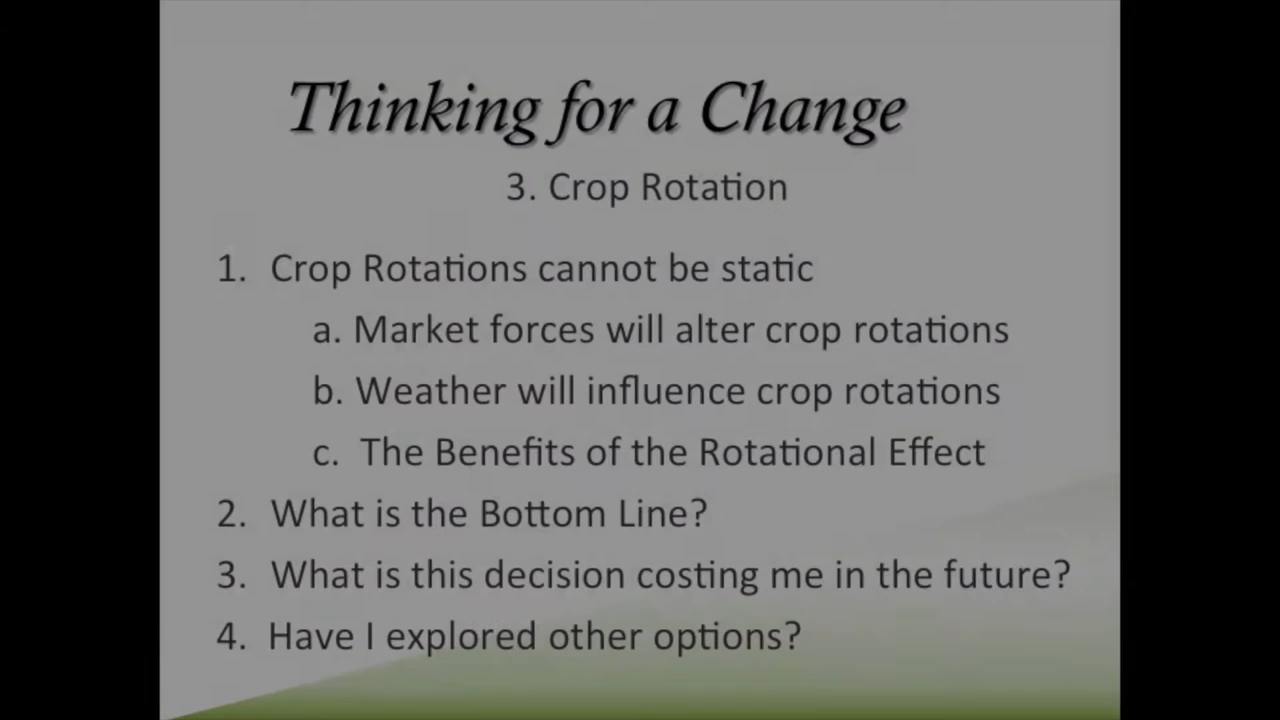 Thinking for a Change
3. Crop Rotation
1. Crop Rotations cannot be static
a. Market forces will alter crop rotations
b. Weather will influence crop rotations
c. The Benefits of the Rotational Effect
2. What is the Bottom Line?
3. What is this decision costing me in the future?
4. Have I explored other options?